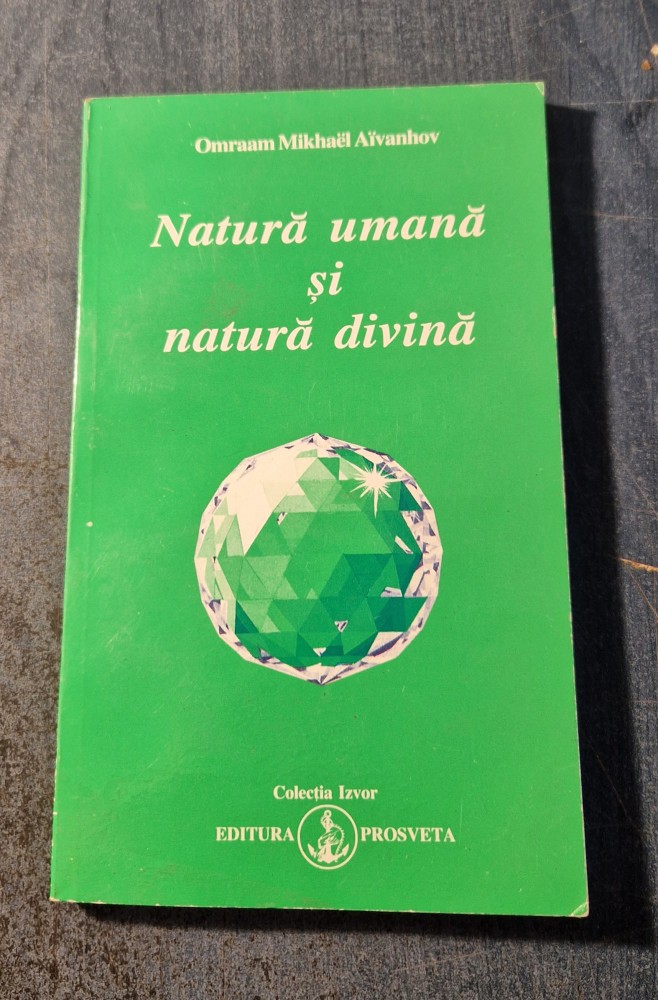 Omraam Mikhaël Aïvanhov
Natură umană
și
natură divină
Colecția Izvor
EDITURA PROSVETA